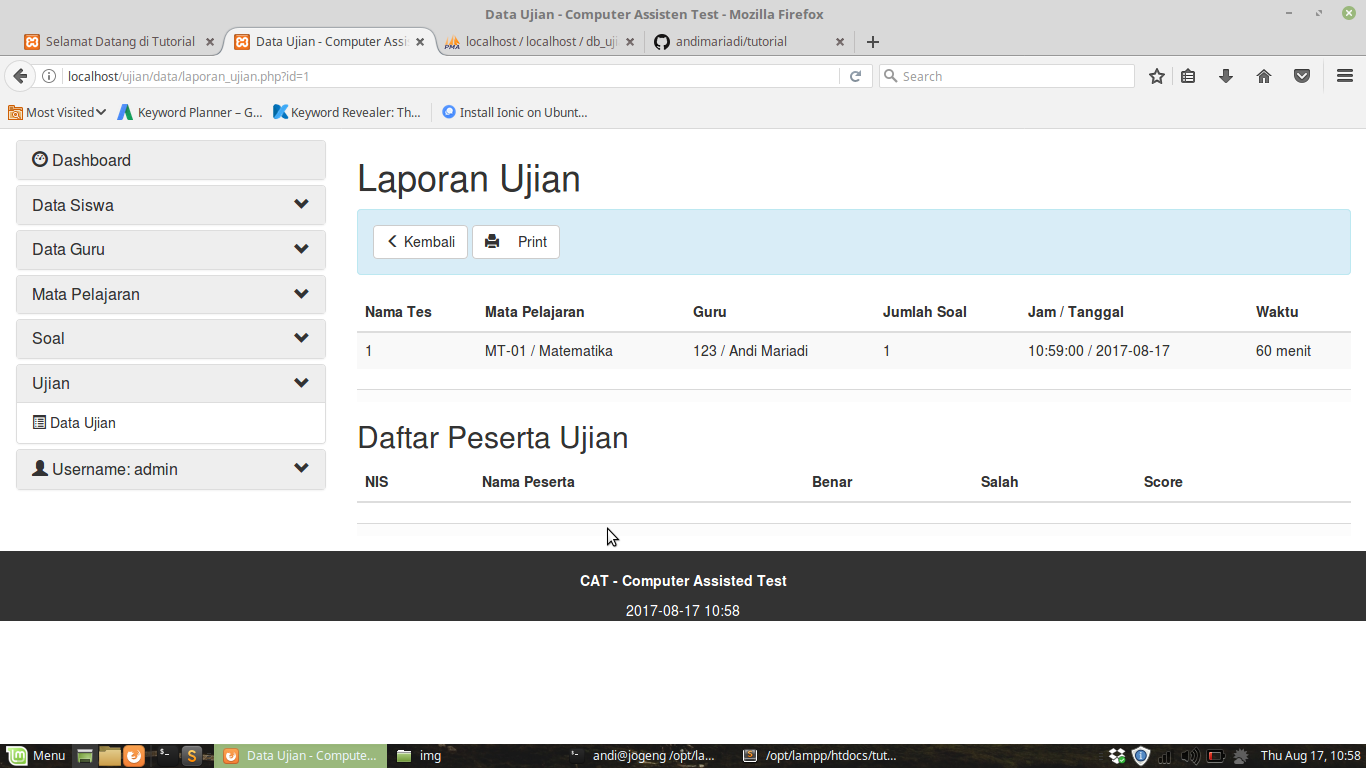 Data Ujian - Computer Assisten Test - Mozilla Firefox
Selamat Datang di Tutorial
Data Ujian - Computer Assis
PMA localhost / localhost / db_uji
andimariadi/tutorial
localhost/ujian/data/laporan_ujian.php?id=1
Search
Most Visited
Keyword Planner – G...
Keyword Revealer: Th...
Install Ionic on Ubunt...
Dashboard
Data Siswa
Data Guru
Mata Pelajaran
Soal
Ujian
Data Ujian
Username: admin
Laporan Ujian
Kembali Print
Nama Tes Mata Pelajaran Guru Jumlah Soal Jam / Tanggal Waktu
1 MT-01 / Matematika 123 / Andi Mariadi 1 10:59:00 / 2017-08-17 60 menit
Daftar Peserta Ujian
NIS Nama Peserta Benar Salah Score
CAT - Computer Assisted Test
2017-08-17 10:58
Menu
Data Ujian - Compute...
img
andi@jogeng /opt/la...
/opt/lampp/htdocs/tut...
Thu Aug 17, 10:58